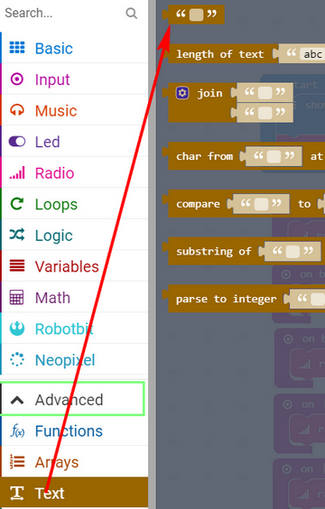 Search...
Basic
Input
Music
Led
Radio
Loops
Logic
Variables
Math
Robotbit
Neopixel
Advanced
f(x) Functions
Arrays
T Text
“ ”
length of text “ abc
join “ ”
“ ”
char from “ ” at
compare “ ” to “
substring of “ ”
parse to integer “